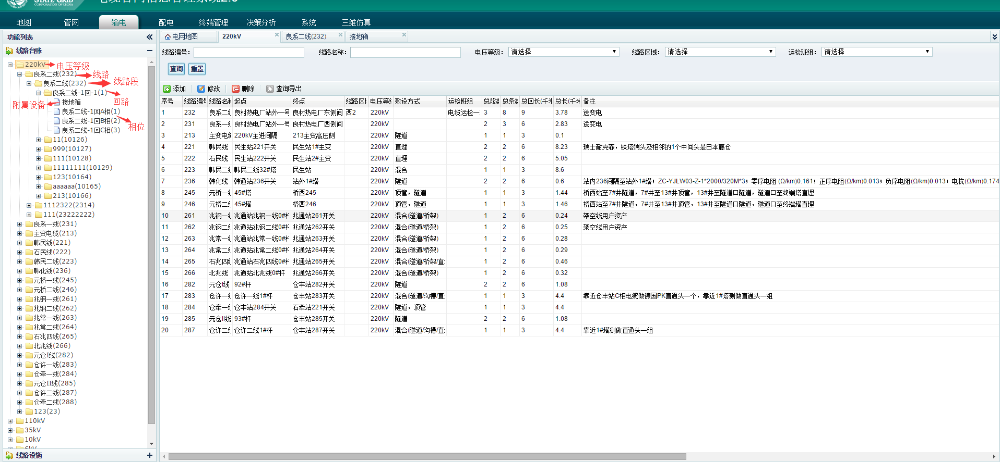 STATE GRID
CORPORATION OF CHINA
地图 管网 输电 配电 终端管理 决策分析 系统 三维仿真
功能列表
线路台账
220kV 电压等级
良系二线(232) 线路
良系二线(232) 线路段
良系二线-1回-1(1) 回路
附属设备 接地箱
良系二线-1回A相(1)
良系二线-1回B相(2) 相位
良系二线-1回C相(3)
11(10126)
999(10127)
111(10128)
11111111(10129)
123(10164)
aaaaaa(10165)
213(10166)
1112322(2314)
111(23222222)
良系一线(231)
主变电缆(213)
韩民线(221)
石民线(222)
韩民二线(223)
韩化线(236)
元桥一线(245)
元桥二线(246)
兆钢一线(261)
兆钢二线(262)
兆常一线(263)
兆常二线(264)
石兆四线(265)
北兆线(266)
元仓I线(282)
仓许一线(283)
仓牵一线(284)
元仓II线(285)
仓许二线(287)
仓牵二线(288)
123(23)
110kV
35kV
10kV
6kV
线路设施
电网地图 220kV 良系二线(232) 接地箱
线路编号: 线路名称: 电压等级: 请选择 线路区域: 请选择 运检班组: 请选择
查询 重置
添加 修改 删除 查询导出
序号 线路编号 线路名称 起点 终点 线路区域 电压等级 敷设方式 运检班组 总段数 总条数 总回长(千米 总长(千米 备注
1 232 良系二线 良村热电厂站外一号 良村热电厂东侧间 西2 220kV 电缆运检一 3 8 9 3.78 送变电
2 231 良系一线 良村热电厂站外一号 良村热电厂西侧间 220kV 2 3 6 2.83 送变电
3 213 主变电缆 220kV主进间隔 213主变高压侧 220kV 隧道 1 1 3 0.1
4 221 韩民线 民生站221开关 民生站1#主变 220kV 直埋 2 2 6 8.23 瑞士耐克森，铁塔端头及相邻的1个中间头是日本藤仓
5 222 石民线 民生站222开关 民生站2#主变 220kV 直埋 2 2 6 5.05
6 223 韩民二线 韩民二线32#塔 民生站 220kV 混合 1 1 3 8.6
7 236 韩化线 韩通站236开关 站外1#塔 220kV 隧道 2 2 6 0.6 站内236间隔至站外1#塔；ZC-YJLW03-Z-1*2000/320M*3；零序电阻 (Ω/km)0.161；正序电阻(Ω/km)0.013；负序电阻(Ω/km)0.013；电抗(Ω/km)0.174
8 245 元桥一线 45#塔 桥西245 220kV 顶管，隧道 1 1 3 1.44 桥西站至7#井隧道，7#井至13#井顶管，13#井至隧道口隧道，隧道口至终端塔直埋
9 246 元桥二线 45#塔 桥西246 220kV 顶管，隧道 1 1 3 1.46 桥西站至7#井隧道，7#井至13#井顶管，13#井至隧道口隧道，隧道口至终端塔直埋
10 261 兆钢一线 兆通站兆钢一线0#杆 兆通站261开关 220kV 混合(隧道/桥架) 1 2 6 0.24 架空线用户资产
11 262 兆钢二线 兆通站兆钢二线0#杆 兆通站262开关 220kV 混合(隧道/桥架) 1 2 6 0.25 架空线用户资产
12 263 兆常一线 兆通站兆常一线0#杆 兆通站263开关 220kV 混合(隧道/桥架) 1 2 6 0.28
13 264 兆常二线 兆通站兆常二线0#杆 兆通站264开关 220kV 混合(隧道/桥架) 1 2 6 0.29
14 265 石兆四线 兆通站石兆四线0#杆 兆通站265开关 220kV 混合(隧道/桥架/直 1 2 6 0.46
15 266 北兆线 兆通站北兆线0#杆 兆通站266开关 220kV 混合(隧道/桥架) 1 2 6 0.32
16 282 元仓I线 92#杆 仓丰站282开关 220kV 隧道 2 2 6 1.08
17 283 仓许一线 仓许一线1#杆 仓丰站283开关 220kV 混合(隧道/沟槽/直 1 1 3 4.4 靠近仓丰站C相电缆做德国PK直通头一个，靠近1#塔测做直通头一组
18 284 仓牵一线 仓丰站284开关 石牵站221开关 220kV 隧道，顶管 1 1 3 4.4
19 285 元仓II线 93#杆 仓丰站285开关 220kV 隧道 2 2 6 1.08
20 287 仓许二线 仓许二线1#杆 仓丰站287开关 220kV 混合(隧道/沟槽/直 1 1 3 4.4 靠近1#塔测做直通头一组